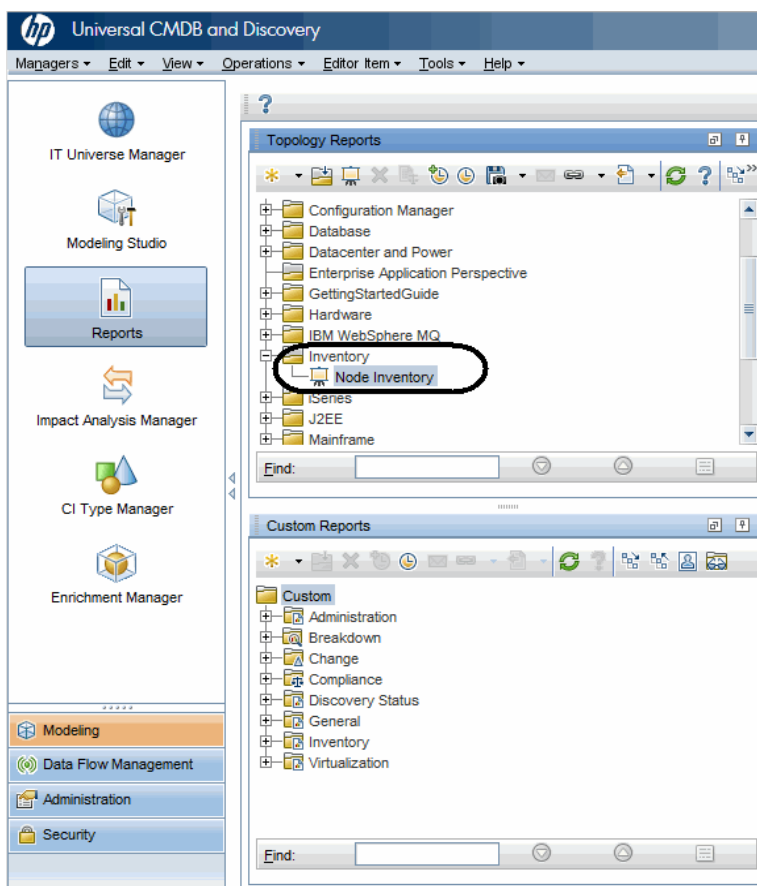 hp Universal CMDB and Discovery
Managers Edit View Operations Editor Item Tools Help
IT Universe Manager
Modeling Studio
Reports
Impact Analysis Manager
CI Type Manager
Enrichment Manager
Modeling
Data Flow Management
Administration
Security
?
Topology Reports
?
Configuration Manager
Database
Datacenter and Power
Enterprise Application Perspective
GettingStartedGuide
Hardware
IBM WebSphere MQ
Inventory
Node Inventory
iSeries
J2EE
Mainframe
Find:
Custom Reports
?
Custom
Administration
Breakdown
Change
Compliance
Discovery Status
General
Inventory
Virtualization
Find: